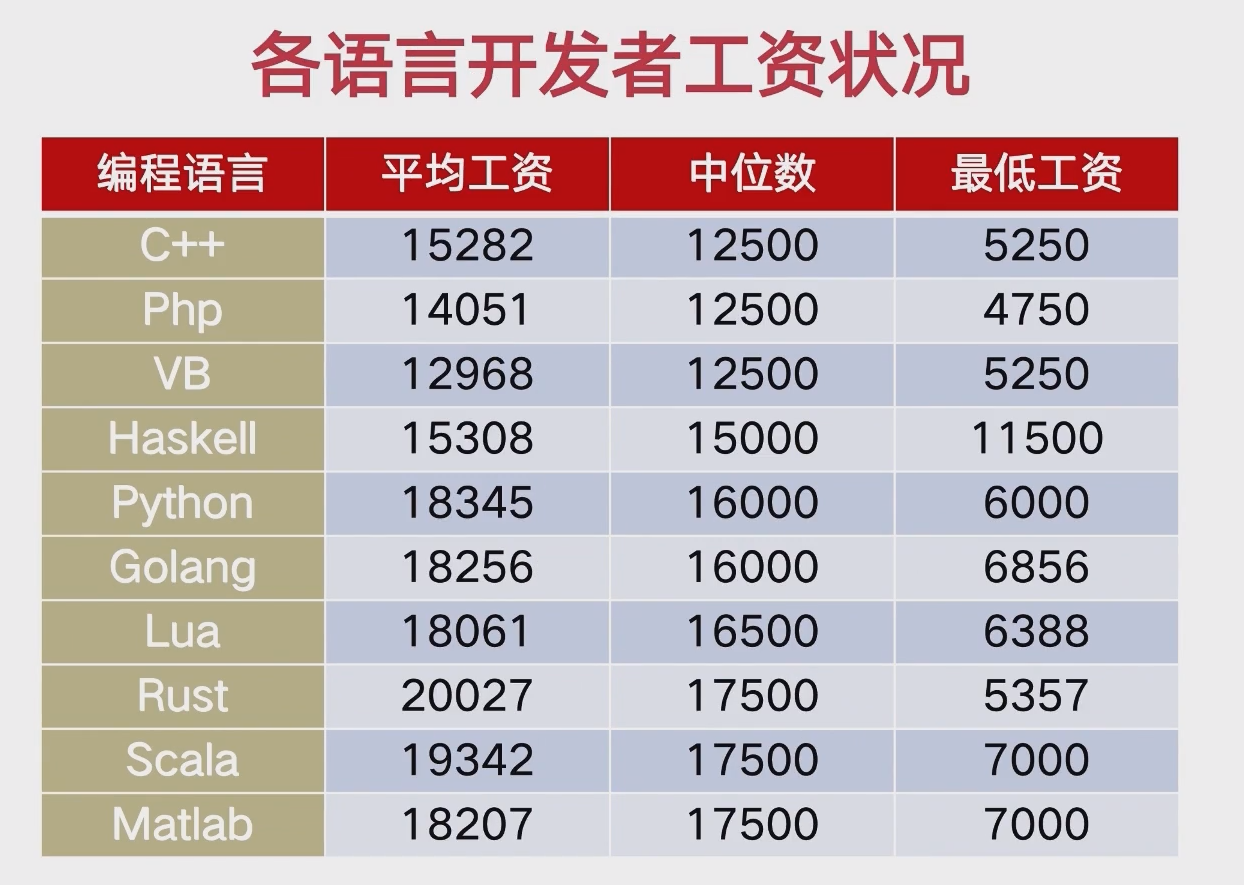 各语言开发者工资状况
编程语言 平均工资 中位数 最低工资
C++ 15282 12500 5250
Php 14051 12500 4750
VB 12968 12500 5250
Haskell 15308 15000 11500
Python 18345 16000 6000
Golang 18256 16000 6856
Lua 18061 16500 6388
Rust 20027 17500 5357
Scala 19342 17500 7000
Matlab 18207 17500 7000